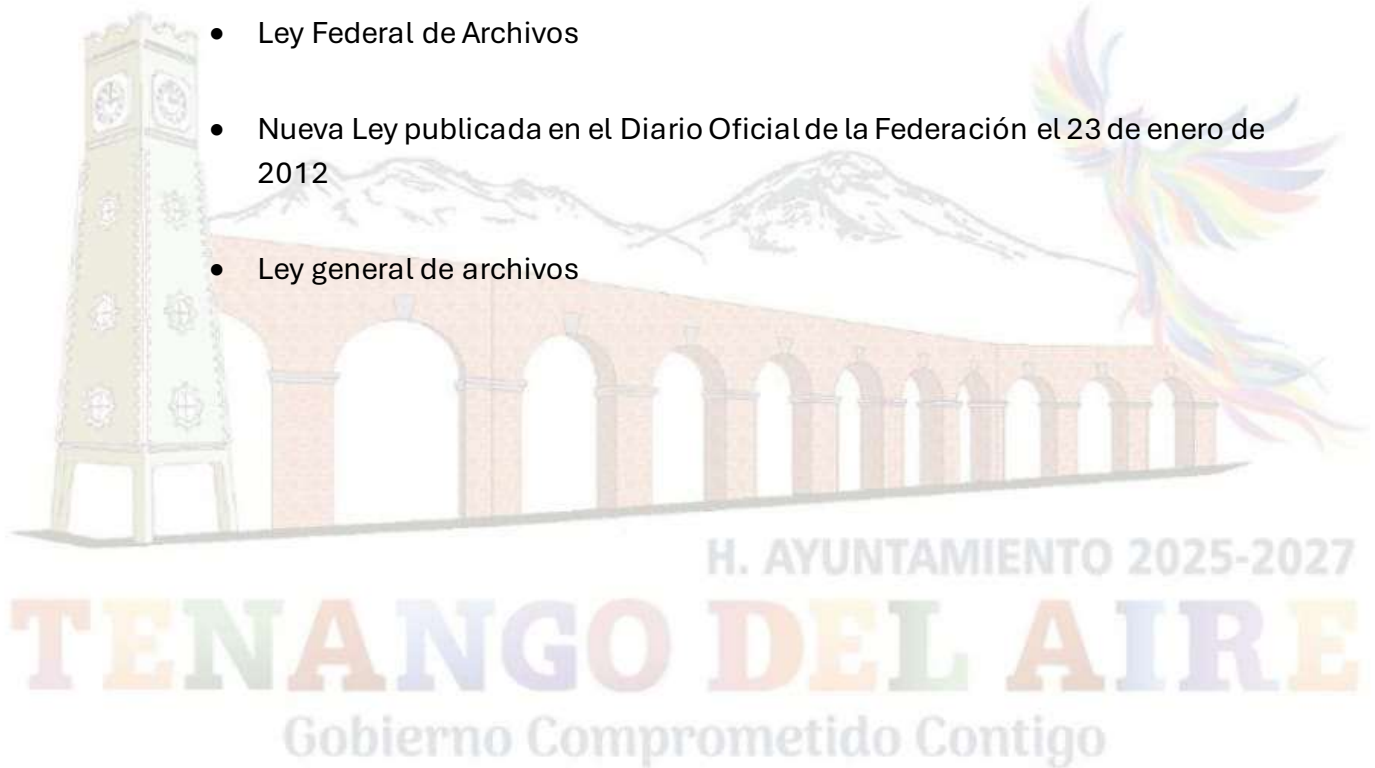 • Ley Federal de Archivos
• Nueva Ley publicada en el Diario Oficial de la Federación el 23 de enero de
2012
• Ley general de archivos
H. AYUNTAMIENTO 2025-2027
TENANGO DEL AIRE
Gobierno Comprometido Contigo